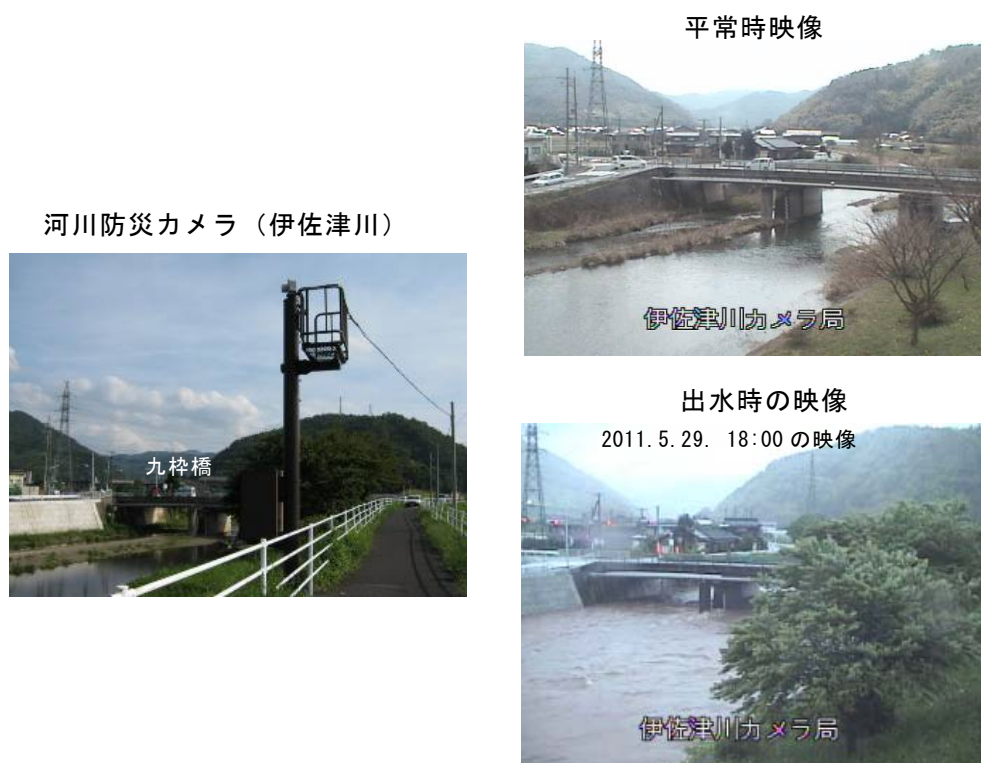 平常時映像
伊佐津川カメラ局
河川防災カメラ（伊佐津川）
九枠橋
出水時の映像
2011.5.29. 18:00の映像
伊佐津川カメラ局